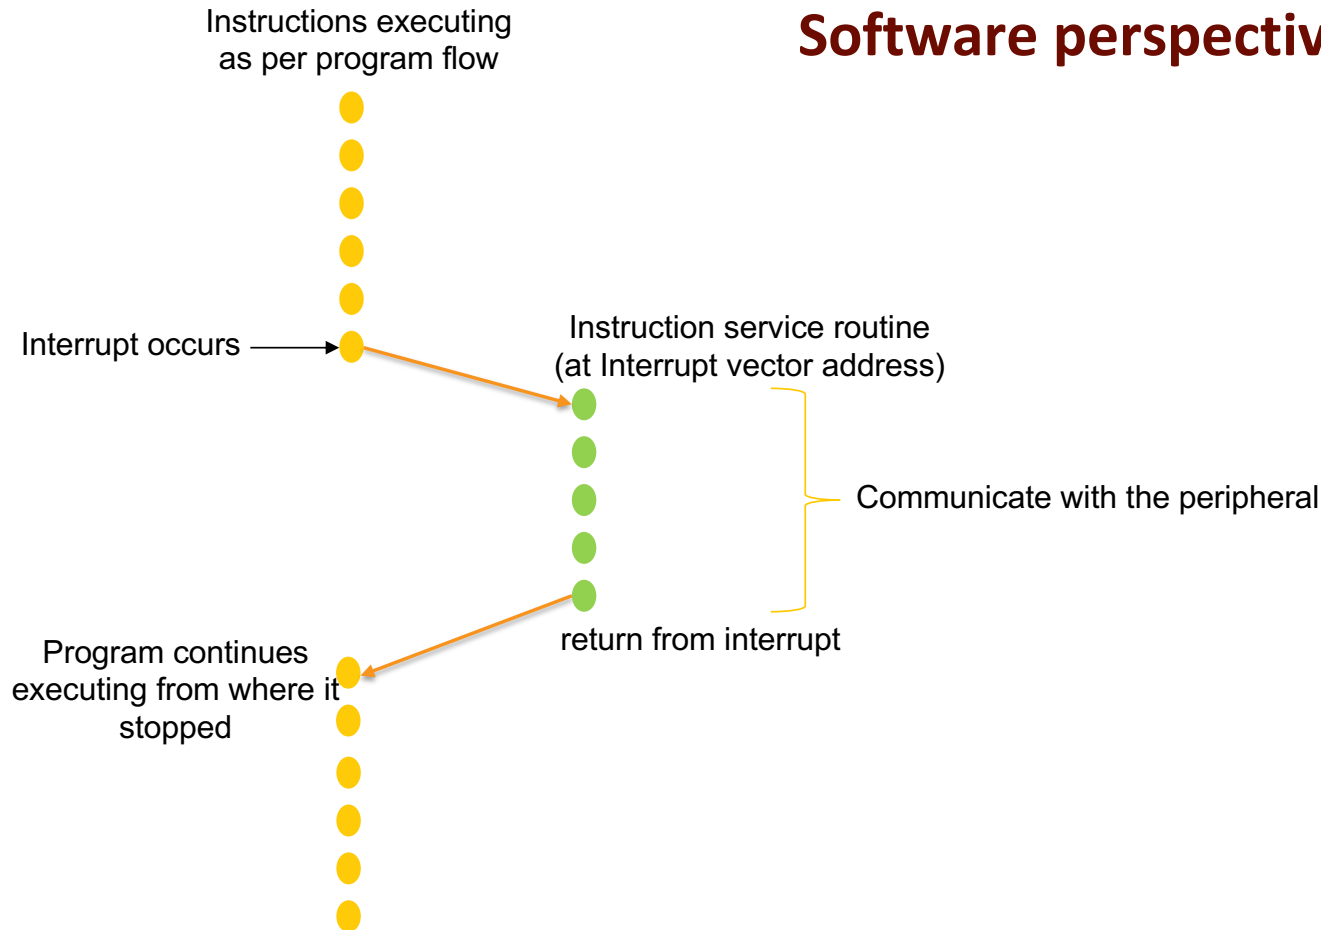 Instructions executing
as per program flow
Software perspectiv
Interrupt occurs
Instruction service routine
(at Interrupt vector address)
Communicate with the peripheral
return from interrupt
Program continues
executing from where it
stopped